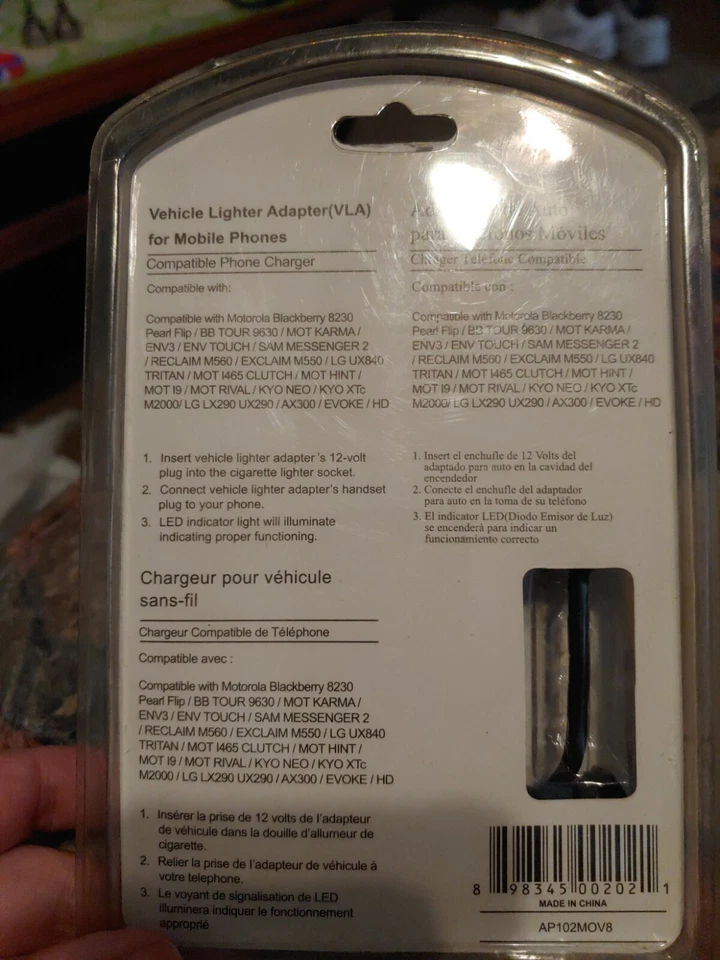 Vehicle Lighter Adapter(VLA)
for Mobile Phones
Compatible Phone Charger
Compatible with:
Compatible with Motorola Blackberry 8230
Pearl Flip / BB TOUR 9630 / MOT KARMA /
ENV3 / ENV TOUCH / SAM MESSENGER 2
/ RECLAIM M560 / EXCLAIM M550 / LG UX840
TRITAN / MOT I465 CLUTCH / MOT HINT /
MOT I9 / MOT RIVAL / KYO NEO / KYO XTc
M2000/ LG LX290 UX290 / AX300 / EVOKE / HD
1. Insert vehicle lighter adapter's 12-volt
plug into the cigarette lighter socket.
2. Connect vehicle lighter adapter's handset
plug to your phone.
3. LED indicator light will illuminate
indicating proper functioning.
Auto
para Móviles
Charger Teléfono Compatible
Compatible con :
Compatible with Motorola Blackberry 8230
Pearl Flip / BB TOUR 9630 / MOT KARMA /
ENV3 / ENV TOUCH / SAM MESSENGER 2
/ RECLAIM M560 / EXCLAIM M550 / LG UX840
TRITAN / MOT I465 CLUTCH / MOT HINT /
MOT I9 / MOT RIVAL / KYO NEO / KYO XTc
M2000/ LG LX290 UX290 / AX300 / EVOKE / HD
1. Insert el enchufle de 12 Volts del
adaptado para auto en la cavidad del
encendedor
2. Conecte el enchufle del adaptador
para auto en la toma de su teléfono
3. El indicator LED(Diodo Emisor de Luz)
se encenderá para indicar un
funcionamiento correcto
Chargeur pour véhicule
sans-fil
Chargeur Compatible de Téléphone
Compatible avec :
Compatible with Motorola Blackberry 8230
Pearl Flip / BB TOUR 9630 / MOT KARMA /
ENV3 / ENV TOUCH / SAM MESSENGER 2
/ RECLAIM M560 / EXCLAIM M550 / LG UX840
TRITAN / MOT I465 CLUTCH / MOT HINT /
MOT I9 / MOT RIVAL / KYO NEO / KYO XTc
M2000 / LG LX290 UX290 / AX300 / EVOKE / HD
1. Insérer la prise de 12 volts de l'adapteur
de véhicule dans la douille d'allumeur de
cigarette.
2. Relier la prise de l'adapteur de véhicule à
votre telephone.
3. Le voyant de signalisation de LED
illuminera indiquer le fonctionnement
approprié
8 98345 00202 1
MADE IN CHINA
AP102MOV8